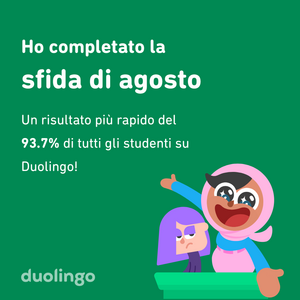 Ho completato la
sfida di agosto
Un risultato più rapido del
93.7% di tutti gli studenti su
Duolingo!
duolingo